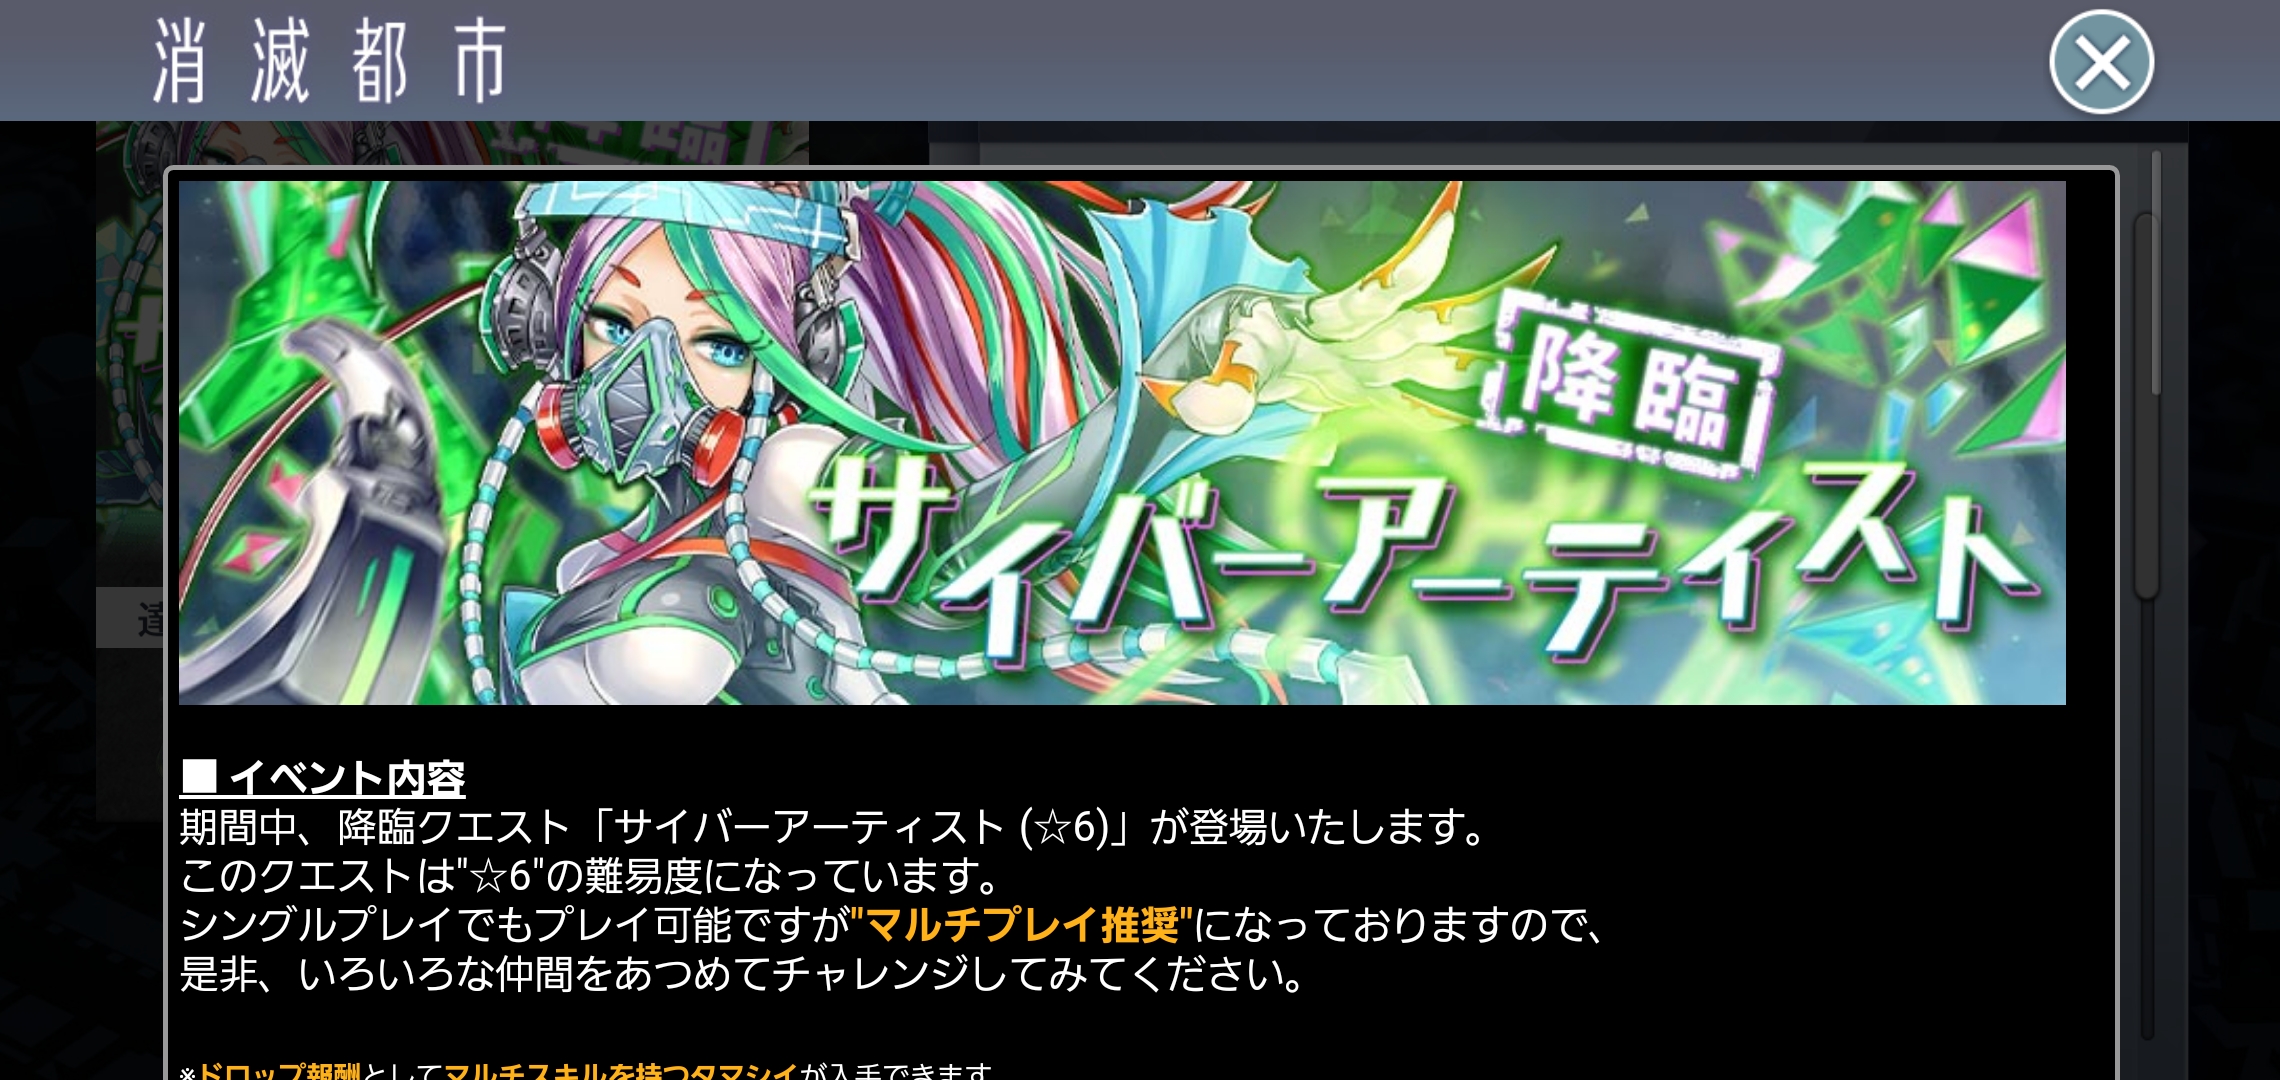 消滅都市
降臨
サイバーアーティスト
■ イベント内容
期間中、降臨クエスト「サイバーアーティスト (☆6)」が登場いたします。
このクエストは"☆6"の難易度になっています。
シングルプレイでもプレイ可能ですが"マルチプレイ推奨"になっておりますので、
是非、いろいろな仲間をあつめてチャレンジしてみてください。
※ドロップ報酬としてマルチスキルを持つタマシイが入手できます